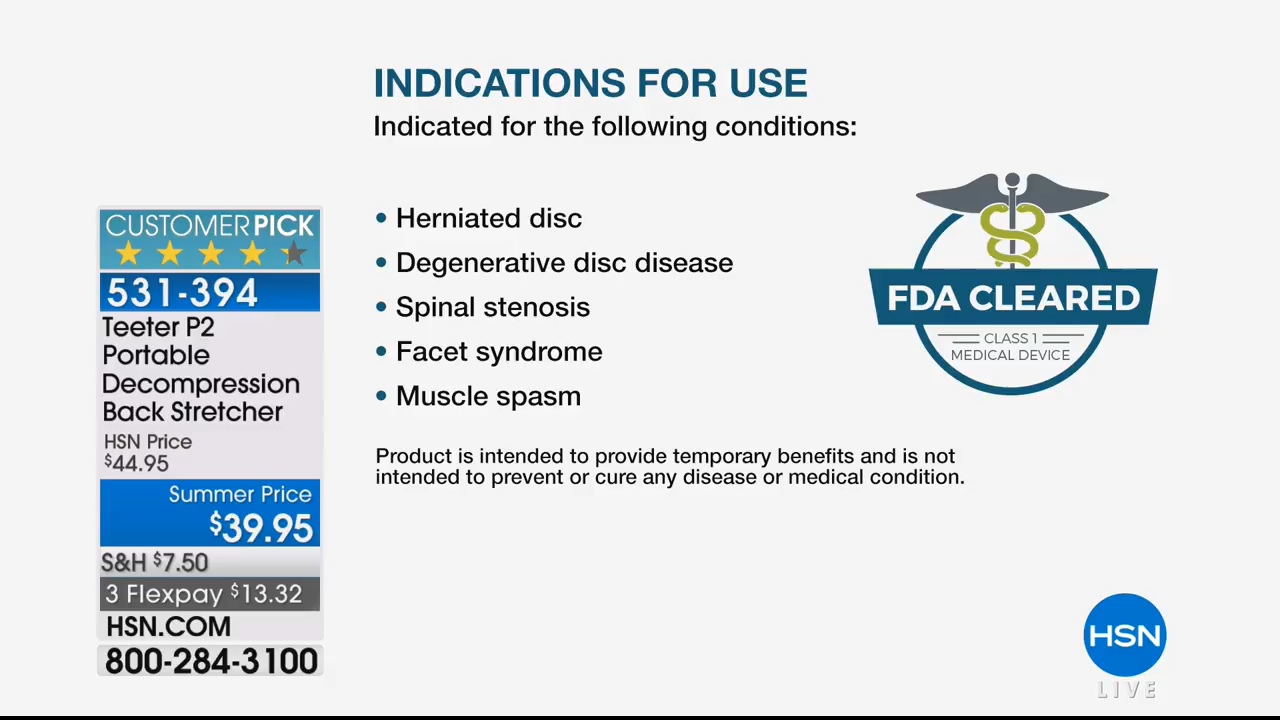 INDICATIONS FOR USE
Indicated for the following conditions:
• Herniated disc
• Degenerative disc disease
• Spinal stenosis
• Facet syndrome
• Muscle spasm
Product is intended to provide temporary benefits and is not
intended to prevent or cure any disease or medical condition.
FDA CLEARED
CLASS 1
MEDICAL DEVICE
CUSTOMER PICK
531-394
Teeter P2
Portable
Decompression
Back Stretcher
HSN Price
$44.95
Summer Price
$39.95
S&H $7.50
3 Flexpay $13.32
HSN.COM
800-284-3100
HSN
LIVE